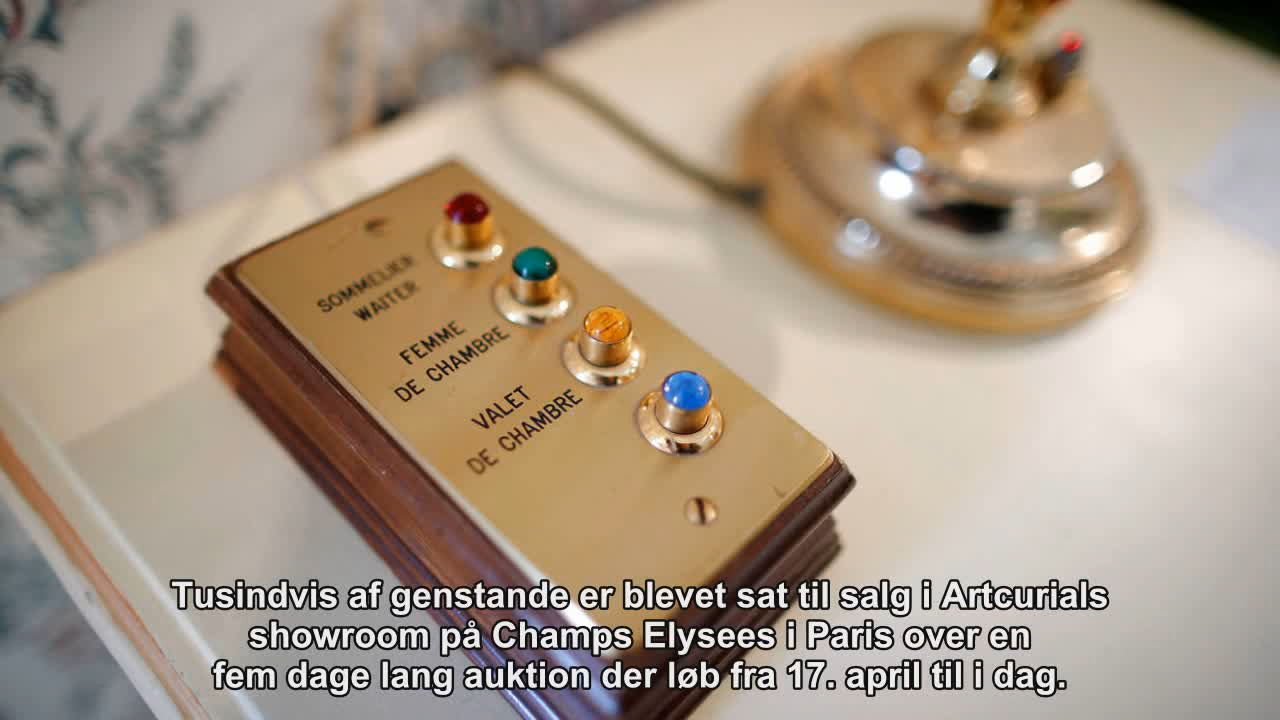 SOMMELIER
WAITER
FEMME
DE CHAMBRE
VALET
DE CHAMBRE
Tusindvis af genstande er blevet sat til salg i Artcurials
showroom på Champs Elysees i Paris over en
fem dage lang auktion der løb fra 17. april til i dag.